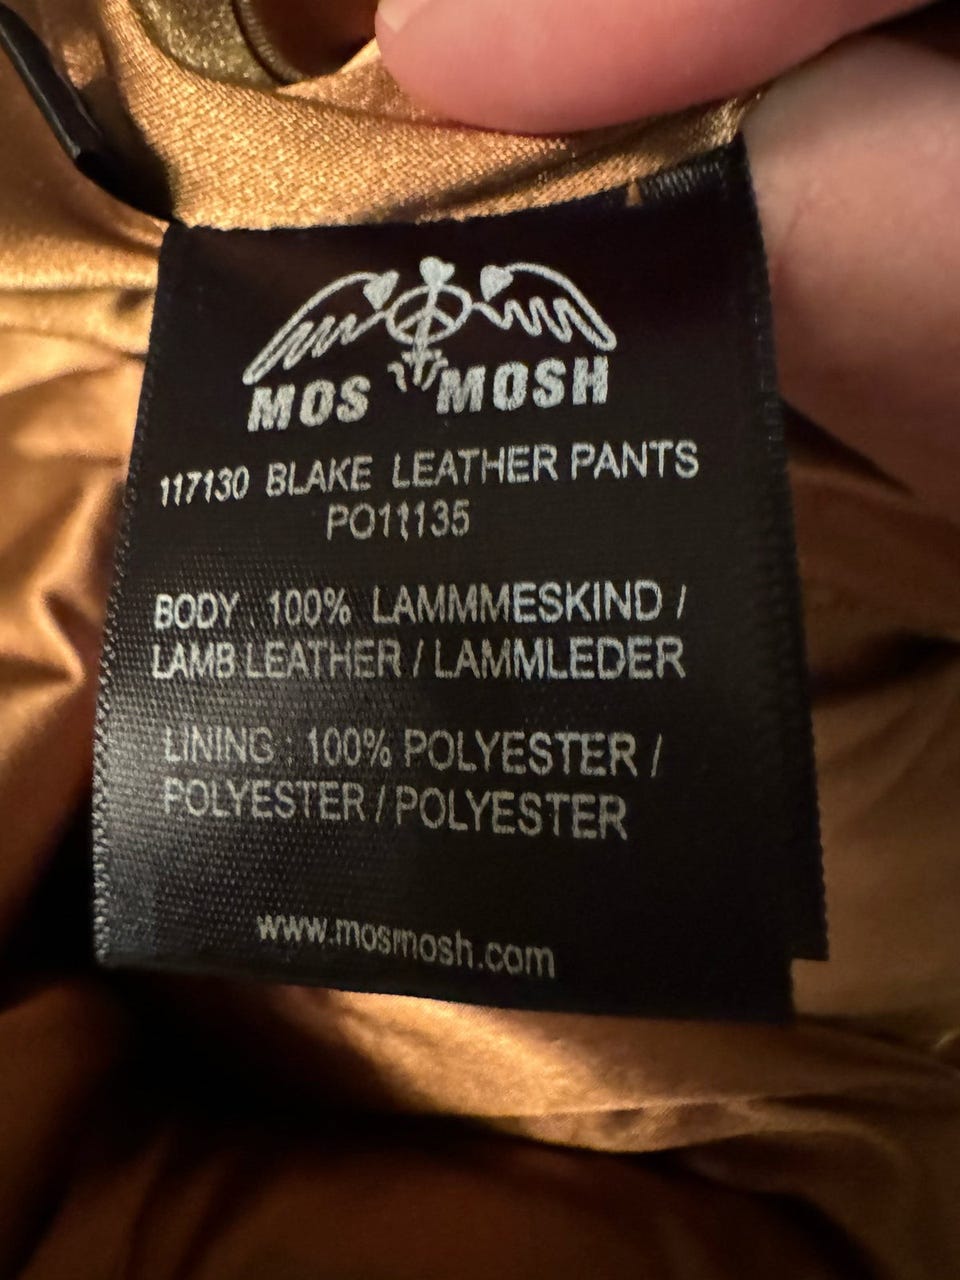 MOS MOSH
117130 BLAKE LEATHER PANTS
PO11135
BODY : 100% LAMMMESKIND /
LAMB LEATHER / LAMMLEDER
LINING : 100% POLYESTER /
POLYESTER / POLYESTER
www.mosmosh.com